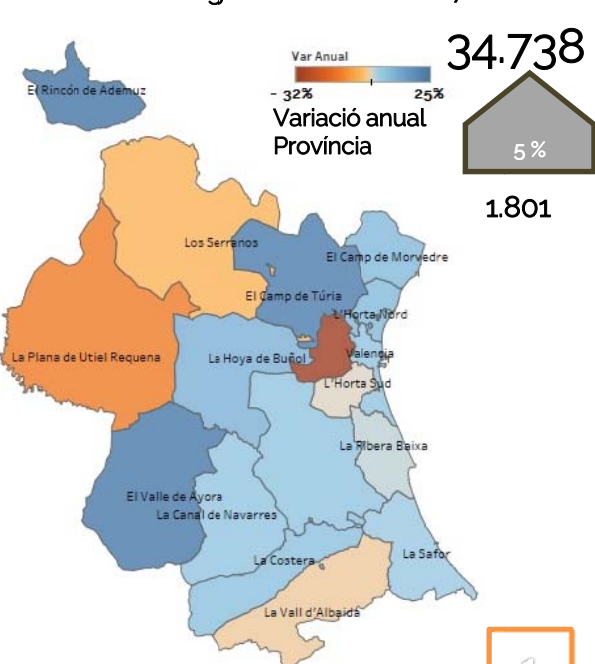 Var Anual
- 32%
25%
Variació anual
Província
34.738
5 %
1.801
El Rincón de Ademuz
Los Serranos
El Camp de Morvedre
El Camp de Túria
L'Horta Nord
La Plana de Utiel Requena
La Hoya de Buñol
Valencia
L'Horta Sud
La Ribera Baixa
El Valle de Ayora
La Canal de Navarres
La Costera
La Safor
La Vall d'Albaida